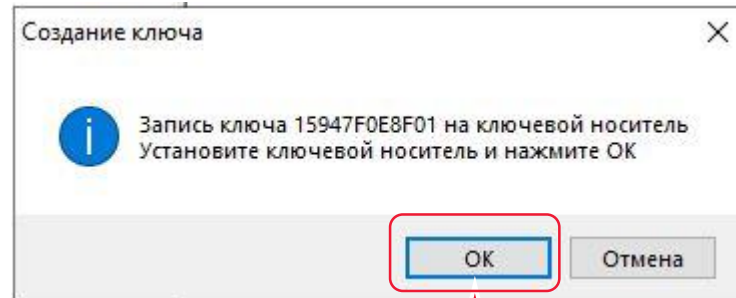 Создание ключа
Запись ключа 15947F0E8F01 на ключевой носитель
Установите ключевой носитель и нажмите ОК
ОК
Отмена